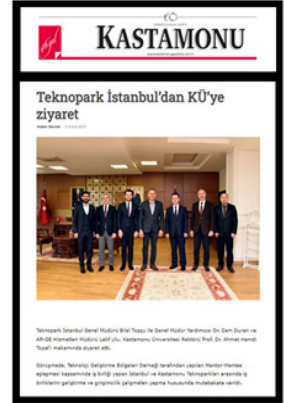 KASTAMONU
Teknopark İstanbul'dan KÜ'ye
ziyaret
Teknopark İstanbul Genel Müdürü Bilal Topçu ile Genel Müdür Yardımcısı Dr. Cem Duran ve
AR-GE Hizmetleri Müdürü Latif Ulu, Kastamonu Üniversitesi Rektörü Prof. Dr. Ahmet Hamdi
Topal'ı makamında ziyaret etti.
Görüşmede, Teknoloji Geliştirme Bölgeleri Derneği tarafından yapılan Mentor-Mentee
eşleşmesi kapsamında iş birliği yapan İstanbul ve Kastamonu Teknoparkları arasında iş
birliklerini geliştirme ve girişimcilik çalışmaları yapma hususunda mutabakata varıldı.